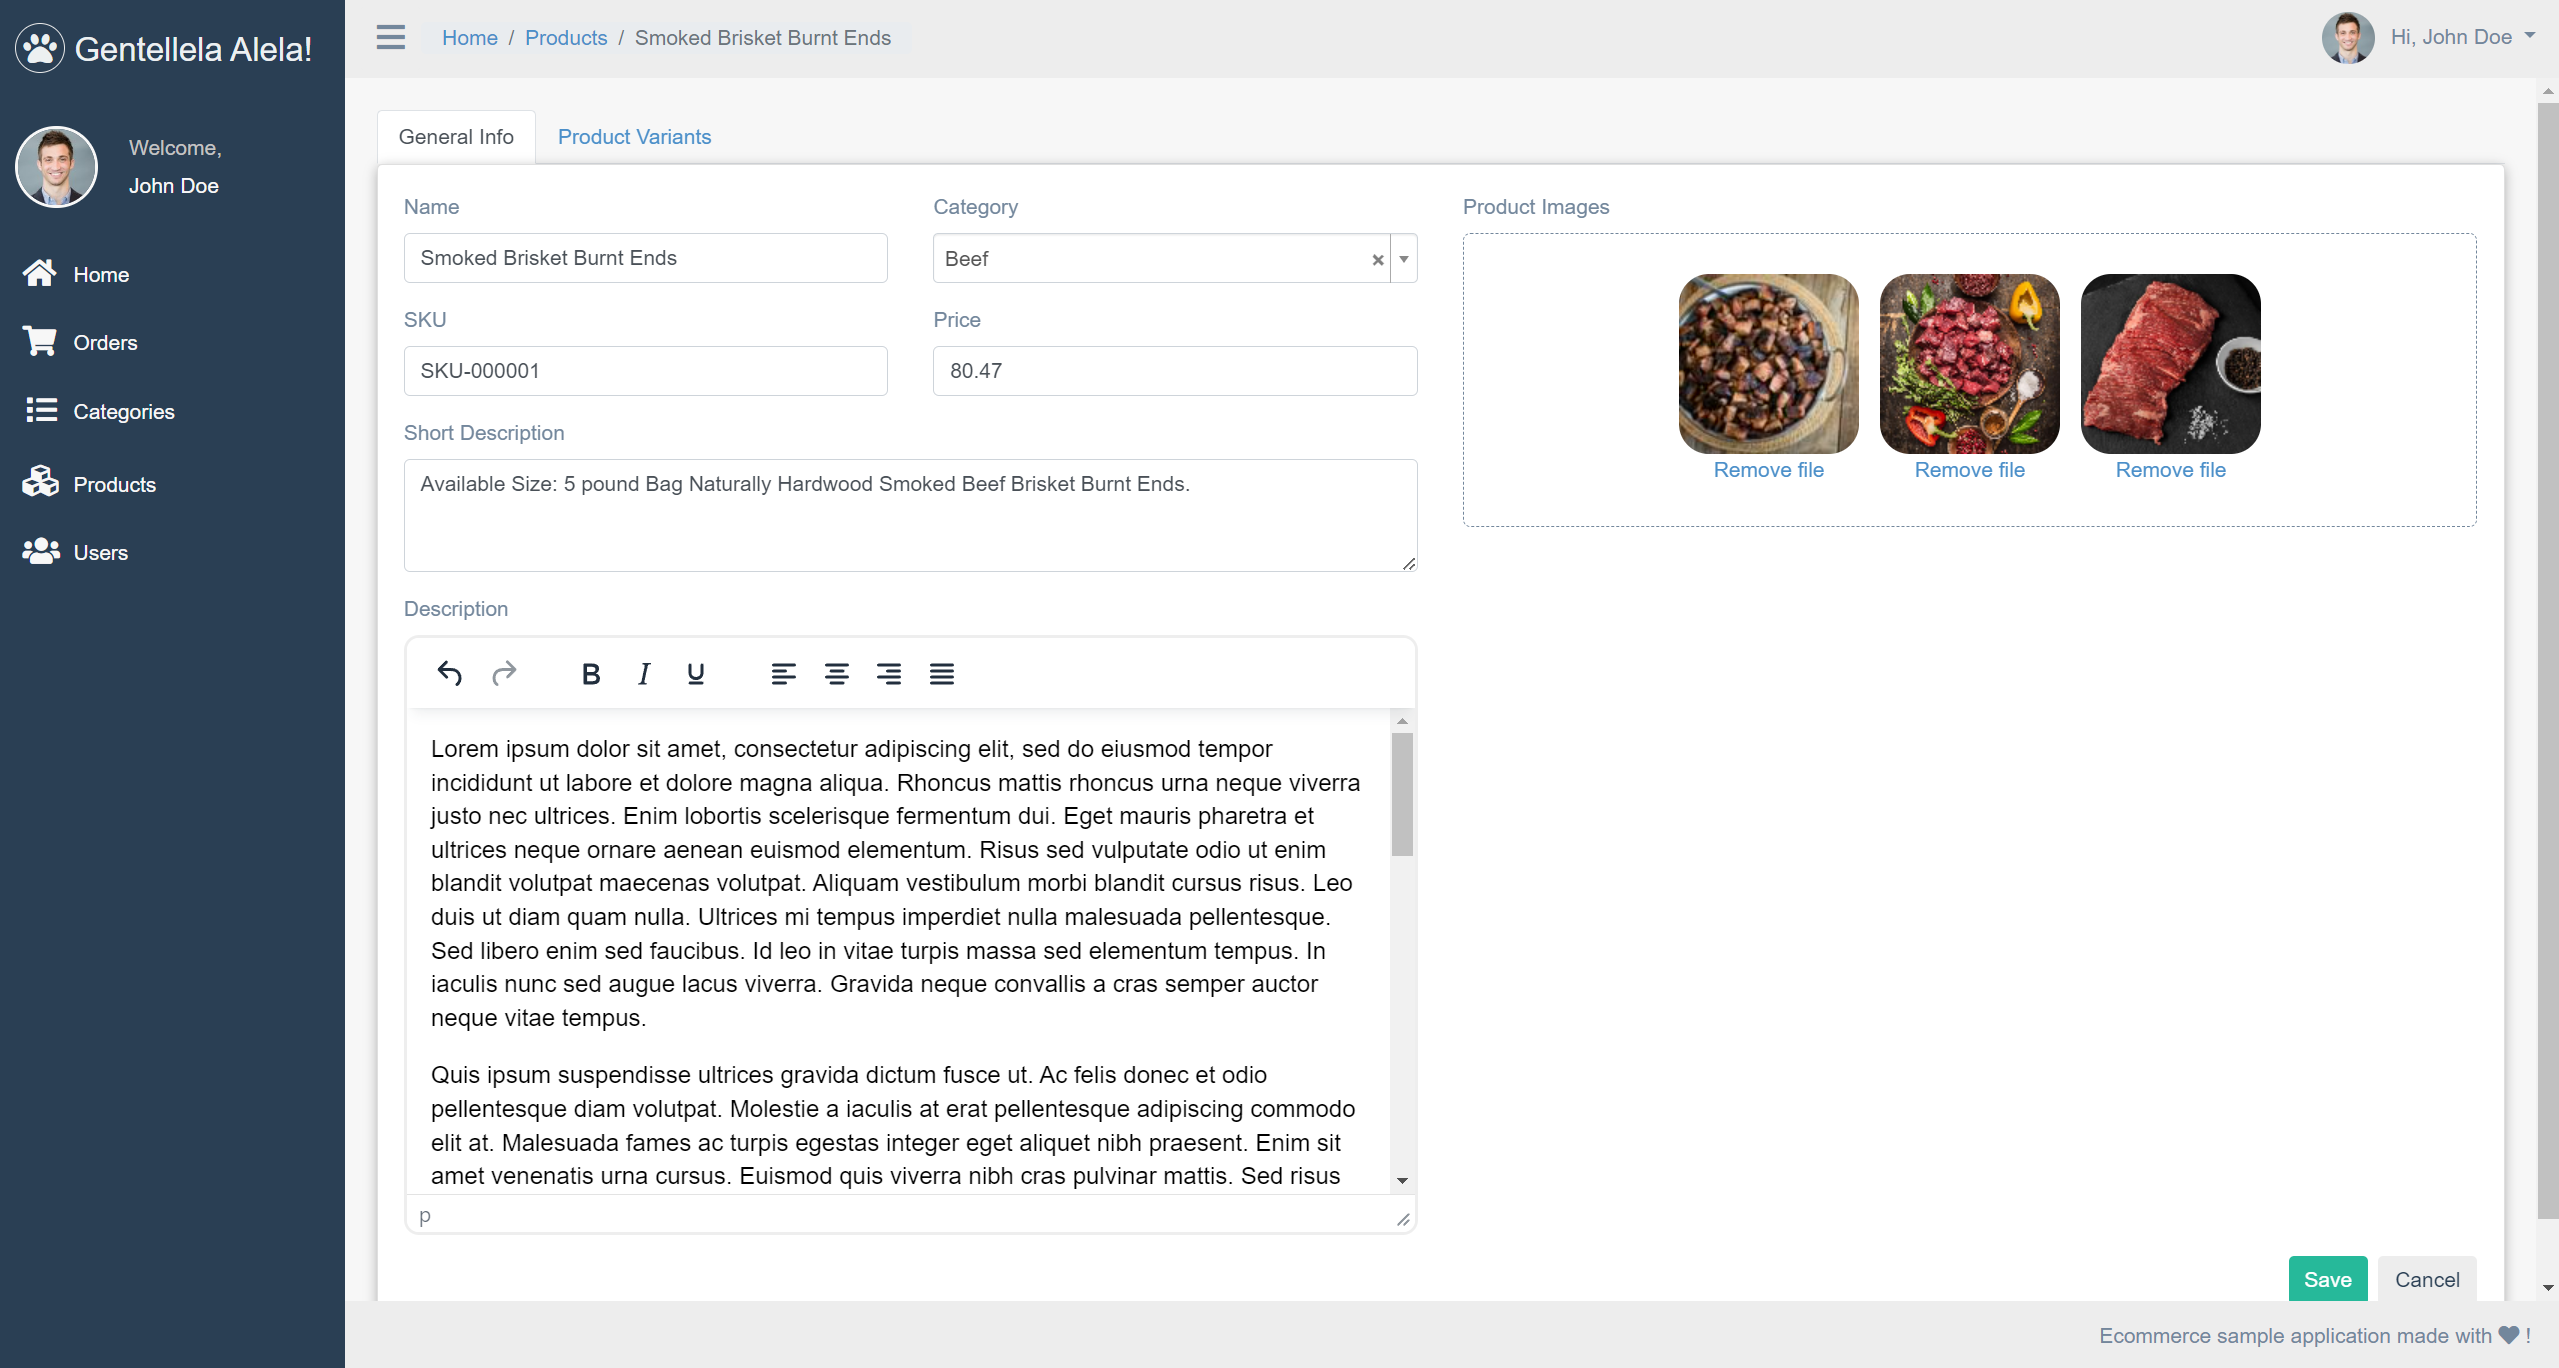 Gentellela Alela!
Welcome,
John Doe
Home
Orders
Categories
Products
Users
Home / Products / Smoked Brisket Burnt Ends
Hi, John Doe
General Info
Product Variants
Name
Smoked Brisket Burnt Ends
Category
Beef
×
SKU
SKU-000001
Price
80.47
Short Description
Available Size: 5 pound Bag Naturally Hardwood Smoked Beef Brisket Burnt Ends.
Description
B I U
Lorem ipsum dolor sit amet, consectetur adipiscing elit, sed do eiusmod tempor
incididunt ut labore et dolore magna aliqua. Rhoncus mattis rhoncus urna neque viverra
justo nec ultrices. Enim lobortis scelerisque fermentum dui. Eget mauris pharetra et
ultrices neque ornare aenean euismod elementum. Risus sed vulputate odio ut enim
blandit volutpat maecenas volutpat. Aliquam vestibulum morbi blandit cursus risus. Leo
duis ut diam quam nulla. Ultrices mi tempus imperdiet nulla malesuada pellentesque.
Sed libero enim sed faucibus. Id leo in vitae turpis massa sed elementum tempus. In
iaculis nunc sed augue lacus viverra. Gravida neque convallis a cras semper auctor
neque vitae tempus.
Quis ipsum suspendisse ultrices gravida dictum fusce ut. Ac felis donec et odio
pellentesque diam volutpat. Molestie a iaculis at erat pellentesque adipiscing commodo
elit at. Malesuada fames ac turpis egestas integer eget aliquet nibh praesent. Enim sit
amet venenatis urna cursus. Euismod quis viverra nibh cras pulvinar mattis. Sed risus
p
Product Images
Remove file
Remove file
Remove file
Save
Cancel
Ecommerce sample application made with ♥ !